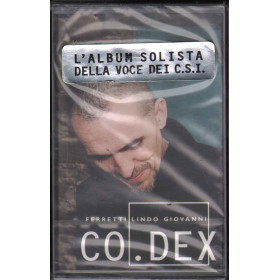 L'ALBUM SOLISTA
DELLA VOCE DEI C.S.I.
FERRETTI LINDO GIOVANNI
CO.DEX